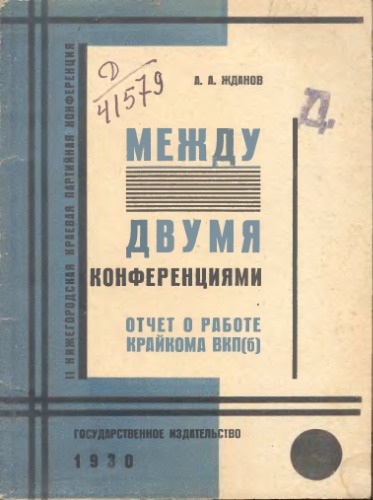 Д
41579
А. А. ЖДАНОВ
Д.
II НИЖЕГОРОДСКАЯ КРАЕВАЯ ПАРТИЙНАЯ КОНФЕРЕНЦИЯ
МЕЖДУ
ДВУМЯ
КОНФЕРЕНЦИЯМИ
ОТЧЕТ О РАБОТЕ
КРАЙКОМА ВКП(б)
ГОСУДАРСТВЕННОЕ ИЗДАТЕЛЬСТВО
1930